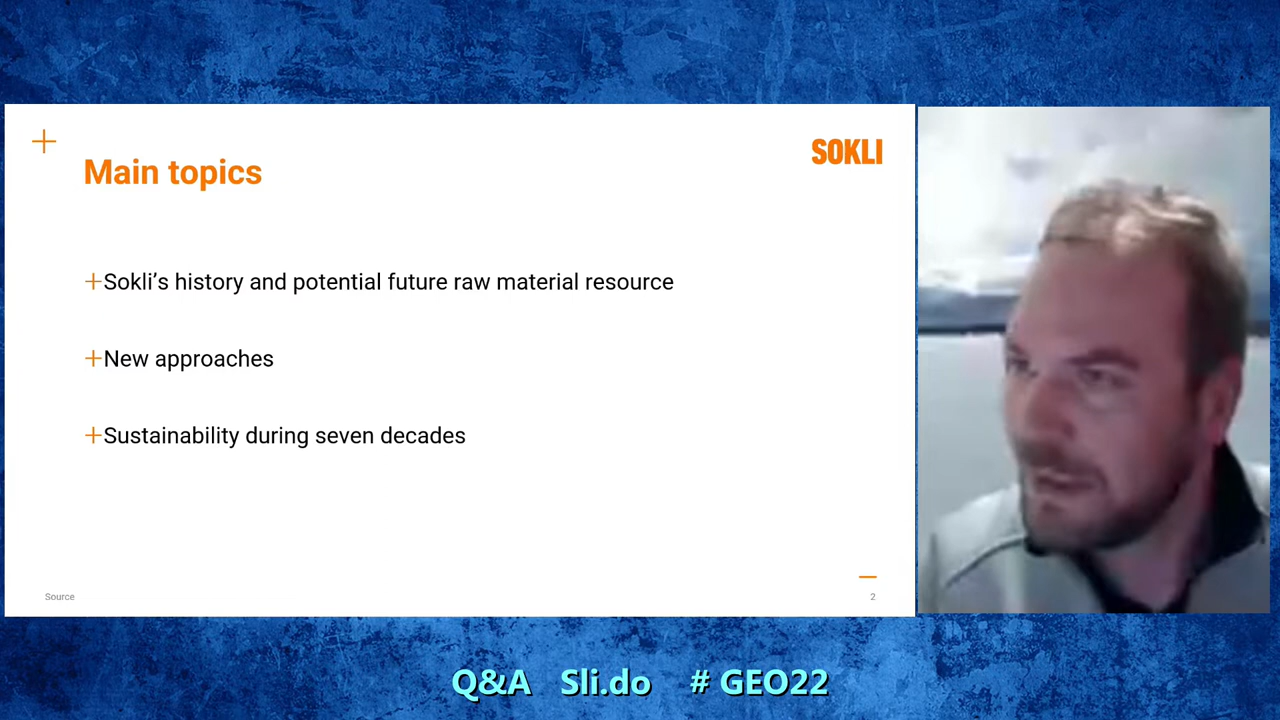 Main topics
SOKLI
+Sokli's history and potential future raw material resource
+New approaches
+Sustainability during seven decades
Source
2
Q&A Sli.do # GEO22